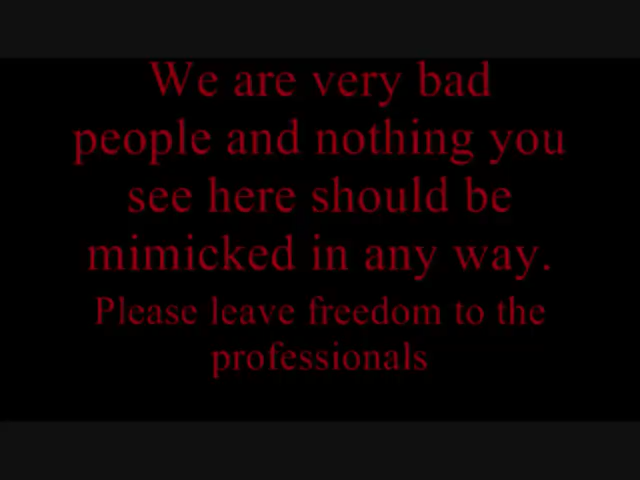 We are very bad
people and nothing you
see here should be
mimicked in any way.
Please leave freedom to the
professionals